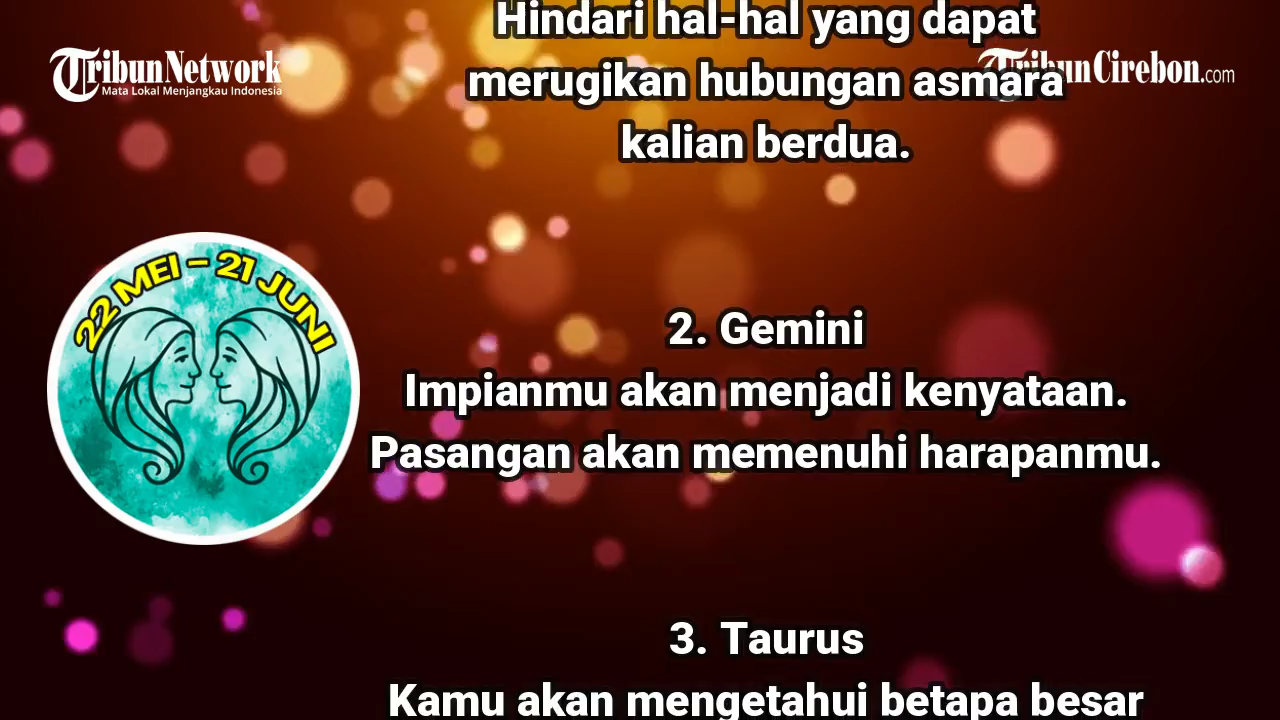 TribunNetwork
Mata Lokal Menjangkau Indonesia
TribunCirebon.com
Hindari hal-hal yang dapat
merugikan hubungan asmara
kalian berdua.
22 MEI - 21 JUNI
2. Gemini
Impianmu akan menjadi kenyataan.
Pasangan akan memenuhi harapanmu.
3. Taurus
Kamu akan mengetahui betapa besar